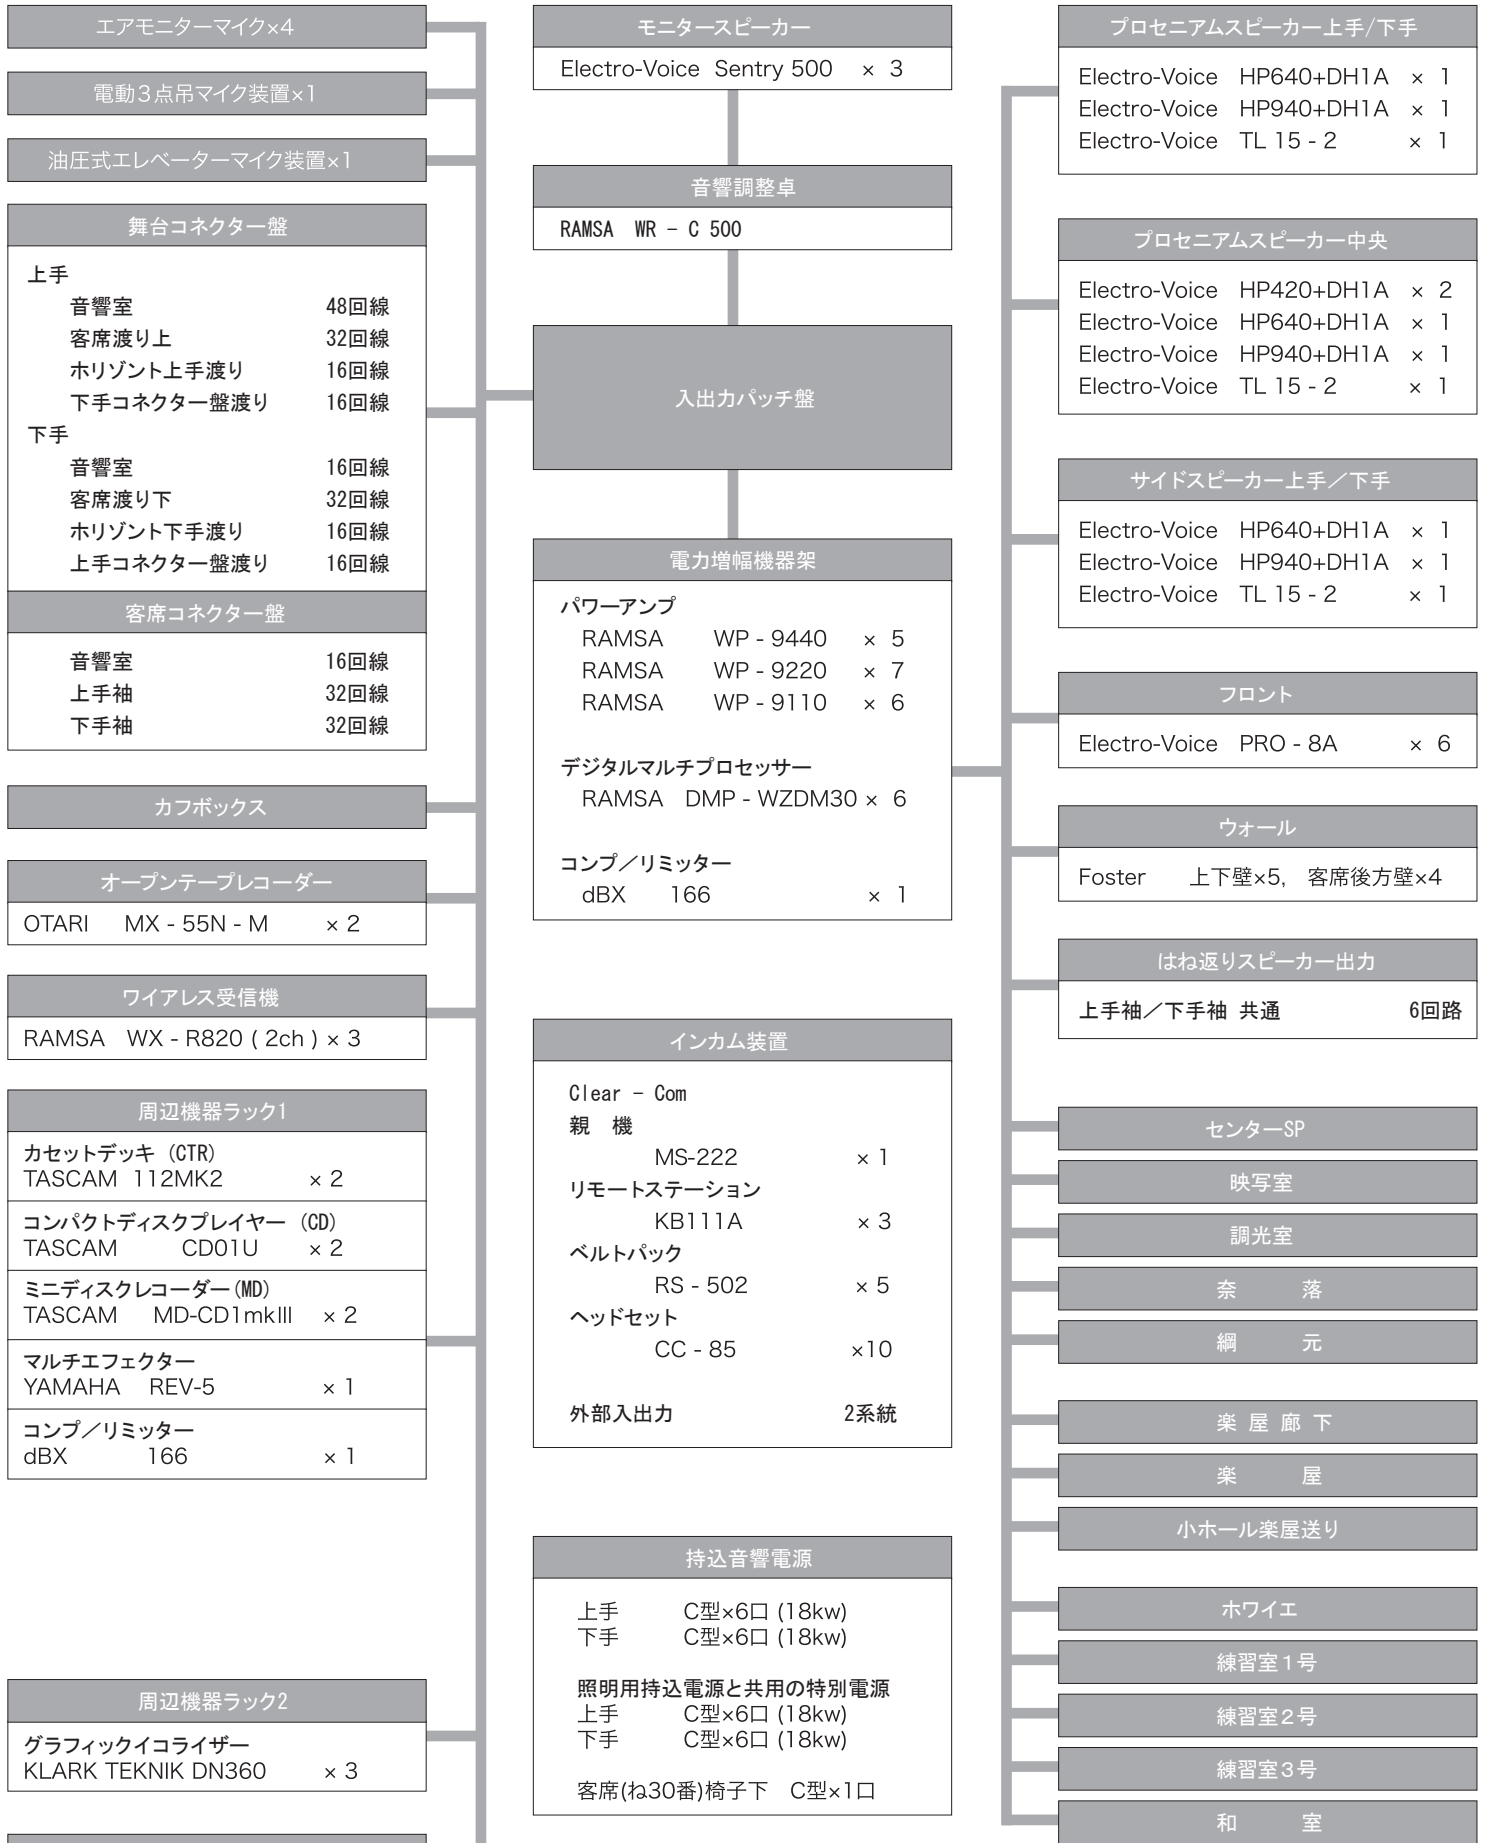 エアモニターマイク×4
電動3点吊マイク装置×1
油圧式エレベーターマイク装置×1
舞台コネクター盤
上手
音響室 48回線
客席渡り上 32回線
ホリゾント上手渡り 16回線
下手コネクター盤渡り 16回線
下手
音響室 16回線
客席渡り下 32回線
ホリゾント下手渡り 16回線
上手コネクター盤渡り 16回線
客席コネクター盤
音響室 16回線
上手袖 32回線
下手袖 32回線
カフボックス
オープンテープレコーダー
OTARI MX - 55N - M × 2
ワイアレス受信機
RAMSA WX - R820 ( 2ch ) × 3
周辺機器ラック1
カセットデッキ (CTR)
TASCAM 112MK2 × 2
コンパクトディスクプレイヤー (CD)
TASCAM CD01U × 2
ミニディスクレコーダー(MD)
TASCAM MD-CD1mkIII × 2
マルチエフェクター
YAMAHA REV-5 × 1
コンプ／リミッター
dBX 166 × 1
周辺機器ラック2
グラフィックイコライザー
KLARK TEKNIK DN360 × 3
モニタースピーカー
Electro-Voice Sentry 500 × 3
音響調整卓
RAMSA WR − C 500
入出力パッチ盤
電力増幅機器架
パワーアンプ
RAMSA WP - 9440 × 5
RAMSA WP - 9220 × 7
RAMSA WP - 9110 × 6
デジタルマルチプロセッサー
RAMSA DMP - WZDM30 × 6
コンプ／リミッター
dBX 166 × 1
インカム装置
Clear − Com
親 機
MS-222 × 1
リモートステーション
KB111A × 3
ベルトパック
RS - 502 × 5
ヘッドセット
CC - 85 ×10
外部入出力 2系統
持込音響電源
上手 C型×6口 (18kw)
下手 C型×6口 (18kw)
照明用持込電源と共用の特別電源
上手 C型×6口 (18kw)
下手 C型×6口 (18kw)
客席(ね30番)椅子下 C型×1口
プロセニアムスピーカー上手/下手
Electro-Voice HP640+DH1A × 1
Electro-Voice HP940+DH1A × 1
Electro-Voice TL 15 - 2 × 1
プロセニアムスピーカー中央
Electro-Voice HP420+DH1A × 2
Electro-Voice HP640+DH1A × 1
Electro-Voice HP940+DH1A × 1
Electro-Voice TL 15 - 2 × 1
サイドスピーカー上手／下手
Electro-Voice HP640+DH1A × 1
Electro-Voice HP940+DH1A × 1
Electro-Voice TL 15 - 2 × 1
フロント
Electro-Voice PRO - 8A × 6
ウォール
Foster 上下壁×5, 客席後方壁×4
はね返りスピーカー出力
上手袖／下手袖 共通 6回路
センターSP
映写室
調光室
奈 落
綱 元
楽 屋 廊 下
楽 屋
小ホール楽屋送り
ホワイエ
練習室1号
練習室2号
練習室3号
和 室